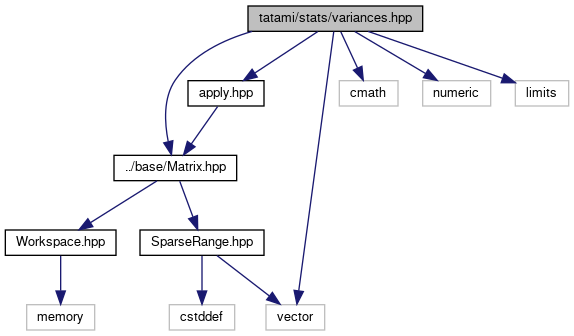 tatami/stats/variances.hpp
apply.hpp
cmath
numeric
limits
../base/Matrix.hpp
Workspace.hpp
SparseRange.hpp
memory
cstddef
vector